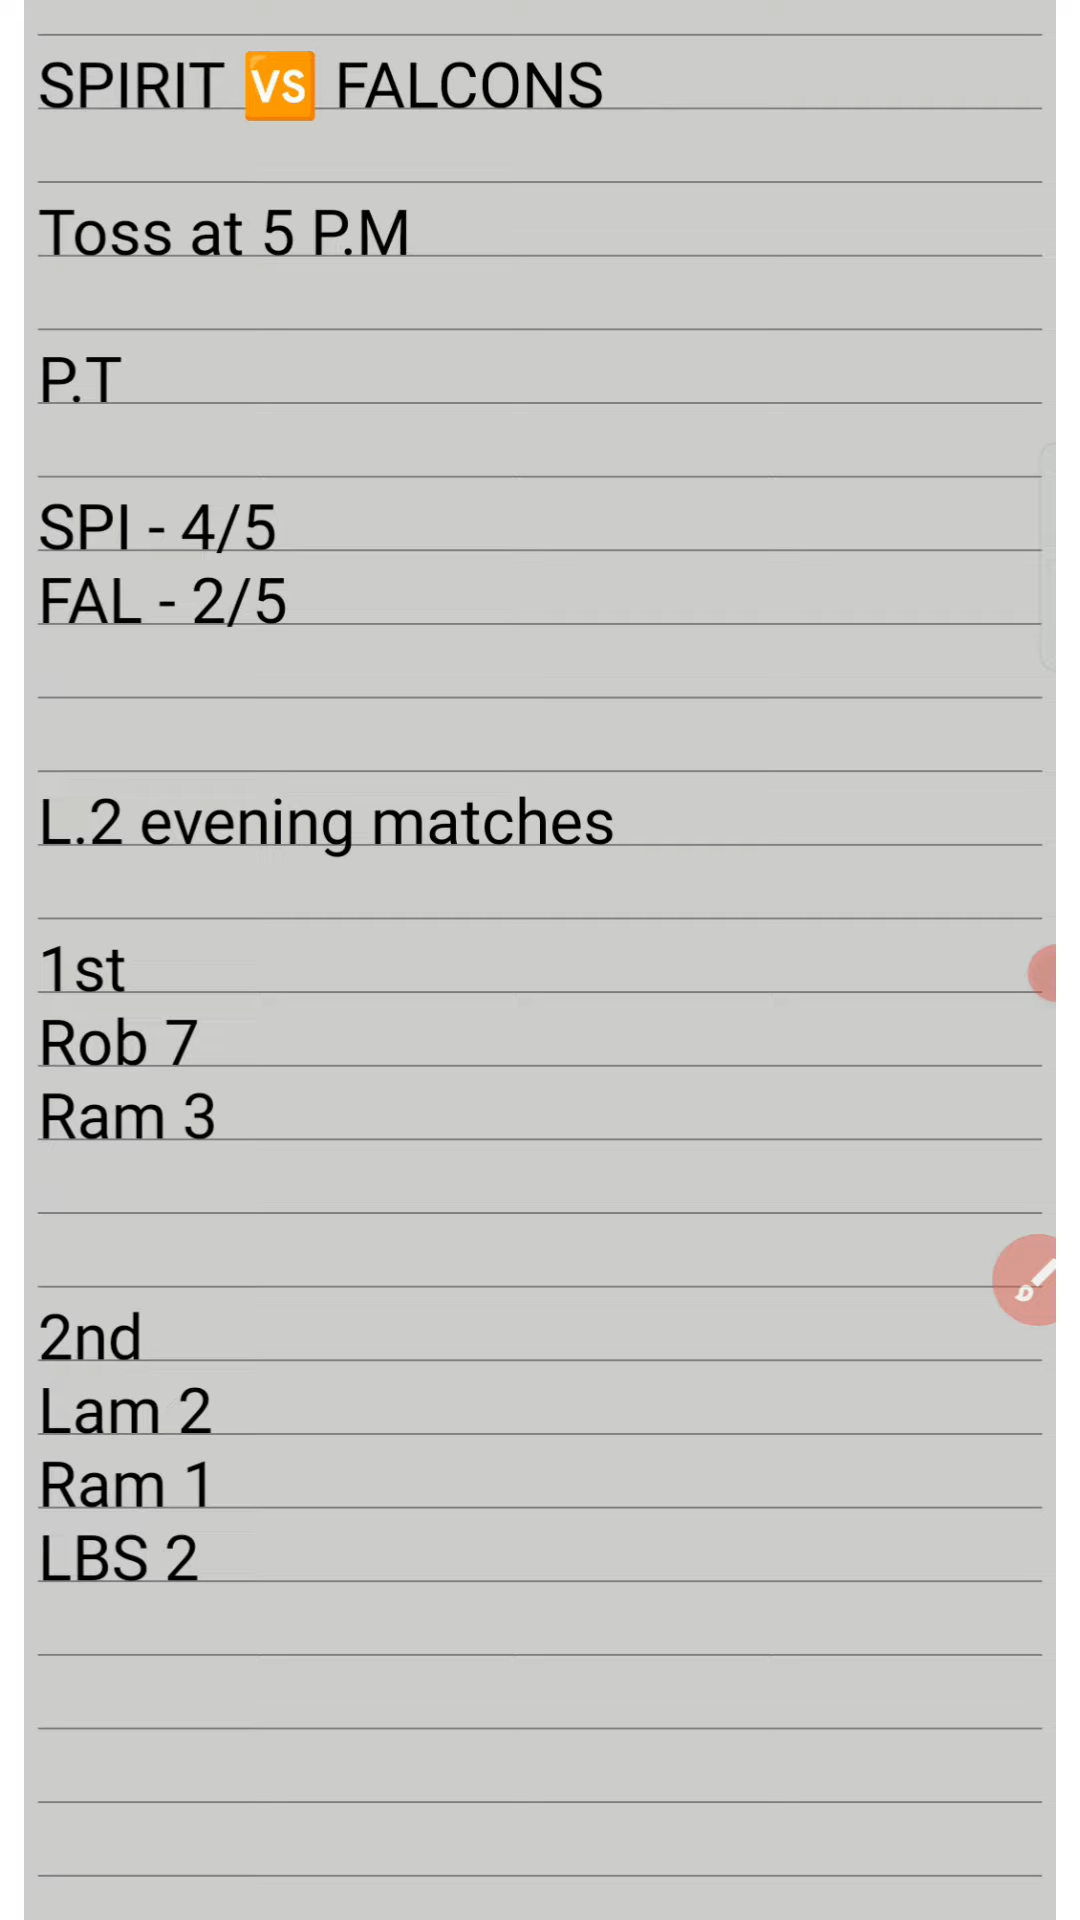 SPIRIT 🆚 FALCONS
Toss at 5 P.M
P.T
SPI - 4/5
FAL - 2/5
L.2 evening matches
1st
Rob 7
Ram 3
2nd
Lam 2
Ram 1
LBS 2